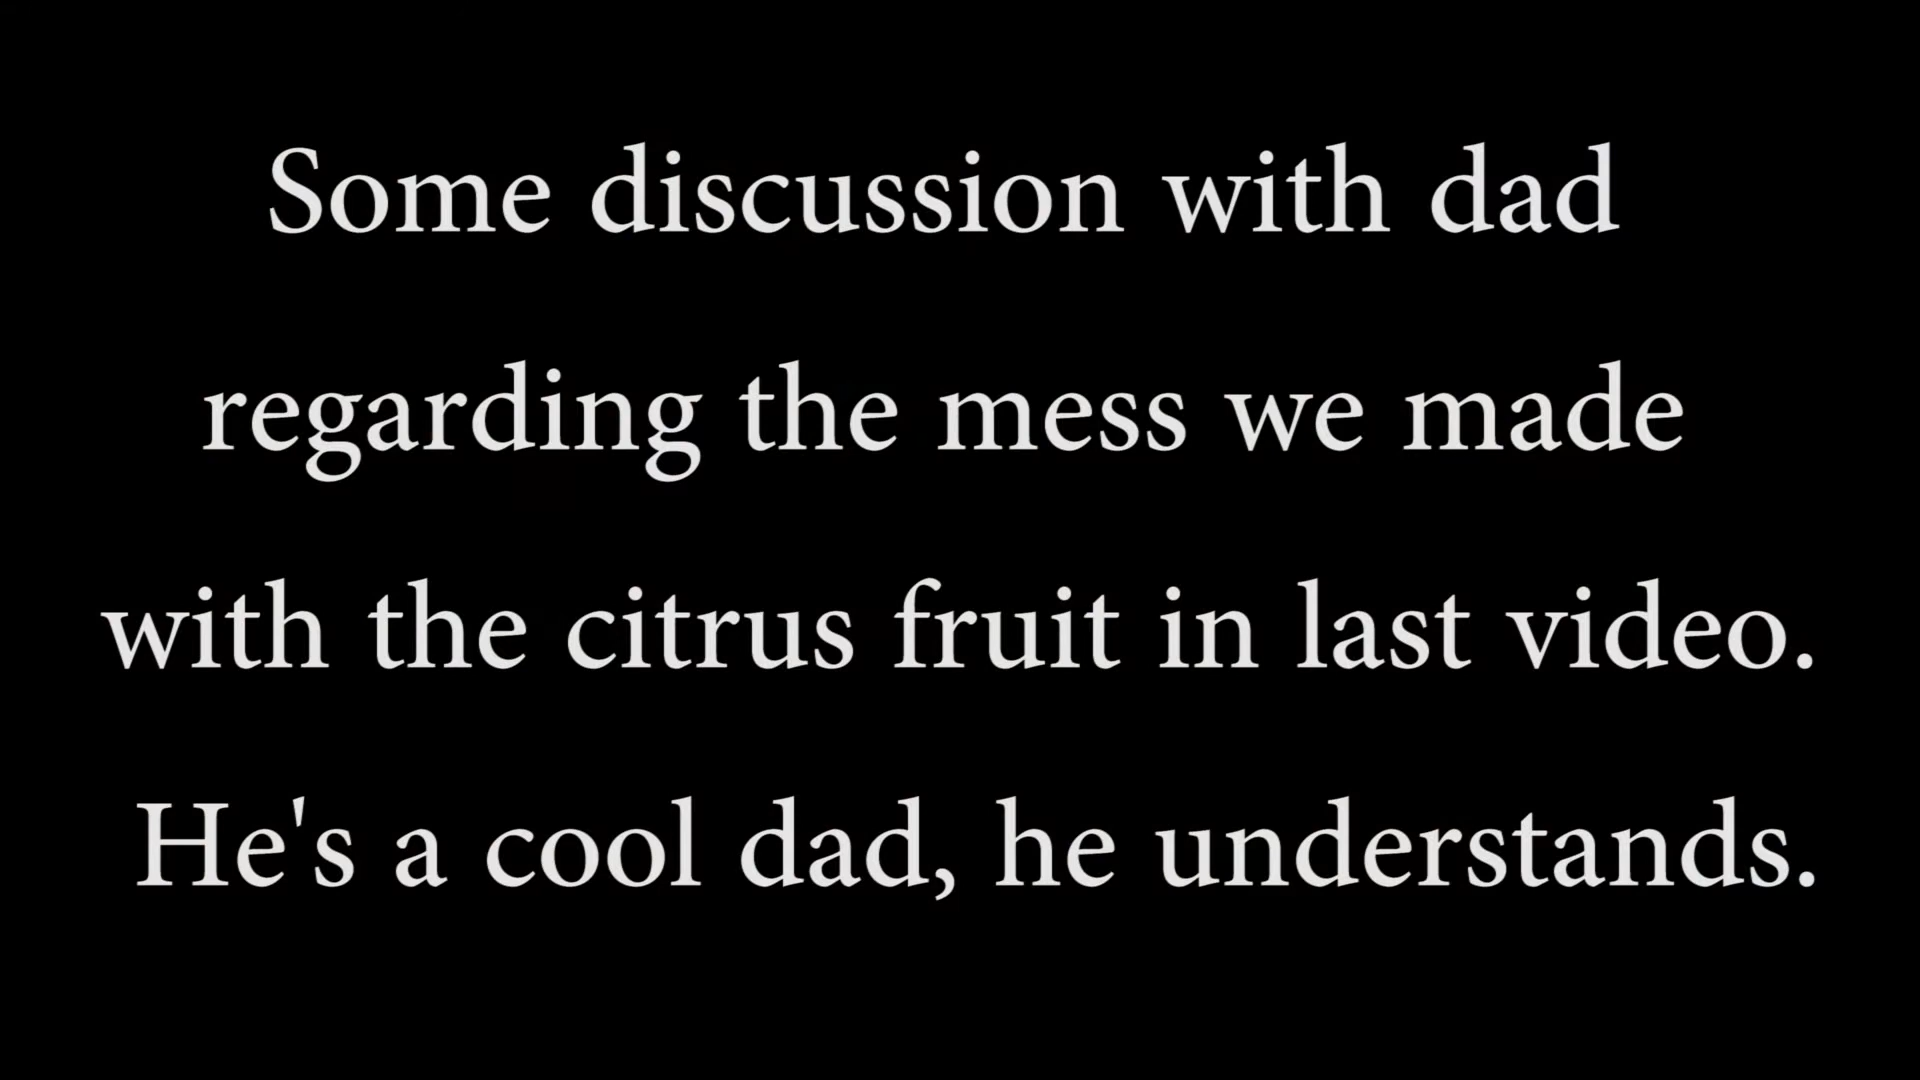 Some discussion with dad
regarding the mess we made
with the citrus fruit in last video.
He's a cool dad, he understands.